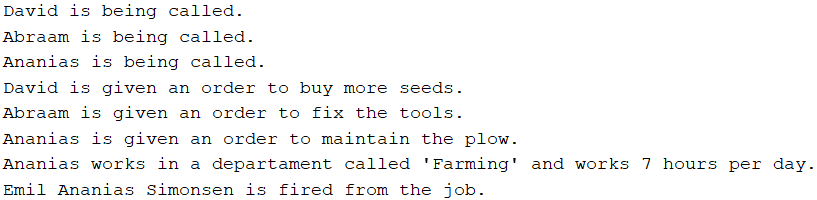 David is being called.
Abraam is being called.
Ananias is being called.
David is given an order to buy more seeds.
Abraam is given an order to fix the tools.
Ananias is given an order to maintain the plow.
Ananias works in a departament called 'Farming' and works 7 hours per day.
Emil Ananias Simonsen is fired from the job.